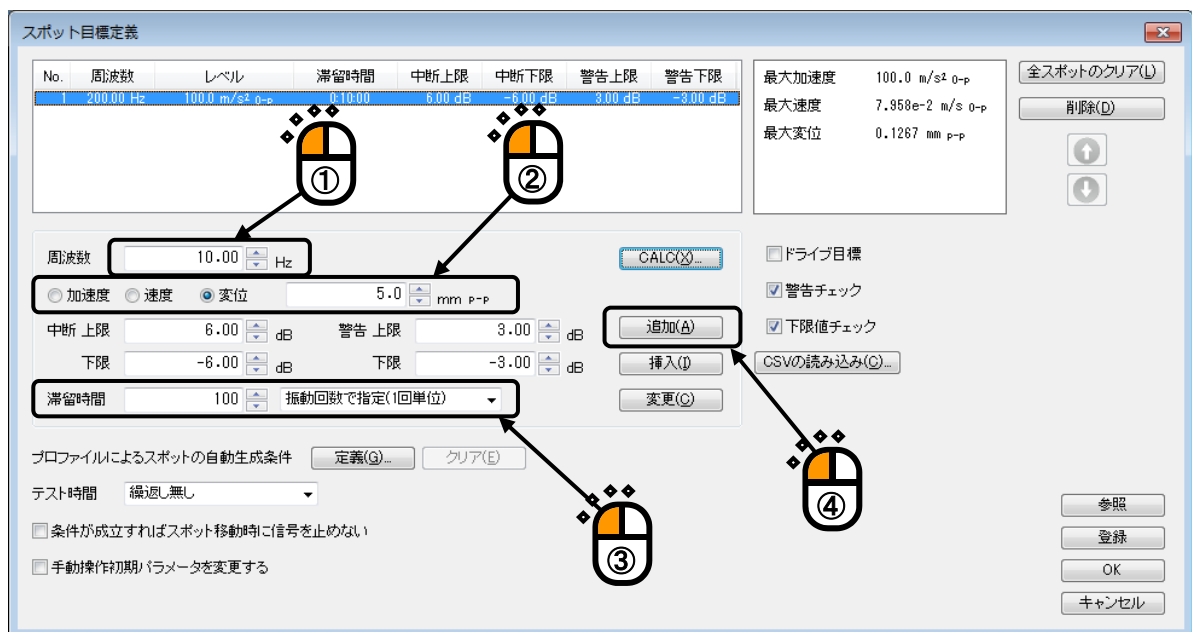 スポット目標定義
No. 周波数 レベル 滞留時間 中断上限 中断下限 警告上限 警告下限
1 200.00 Hz 100.0 m/s² 0-p 0:10:00 6.00 dB -6.00 dB 3.00 dB -3.00 dB
最大加速度 100.0 m/s² 0-p
最大速度 7.958e-2 m/s 0-p
最大変位 0.1267 mm p-p
全スポットのクリア(L)
削除(D)
① ②
周波数 10.00 Hz CALC(X)...
加速度 速度 変位 5.0 mm p-p
中断 上限 6.00 dB 警告 上限 3.00 dB 追加(A)
下限 -6.00 dB 下限 -3.00 dB 挿入(I)
滞留時間 100 振動回数で指定(1回単位) 変更(C)
ドライブ目標
警告チェック
下限値チェック
CSVの読み込み(C)...
プロファイルによるスポットの自動生成条件 定義(G)... クリア(E)
テスト時間 繰返し無し
条件が成立すればスポット移動時に信号を止めない
手動操作初期パラメータを変更する
③ ④
参照
登録
OK
キャンセル